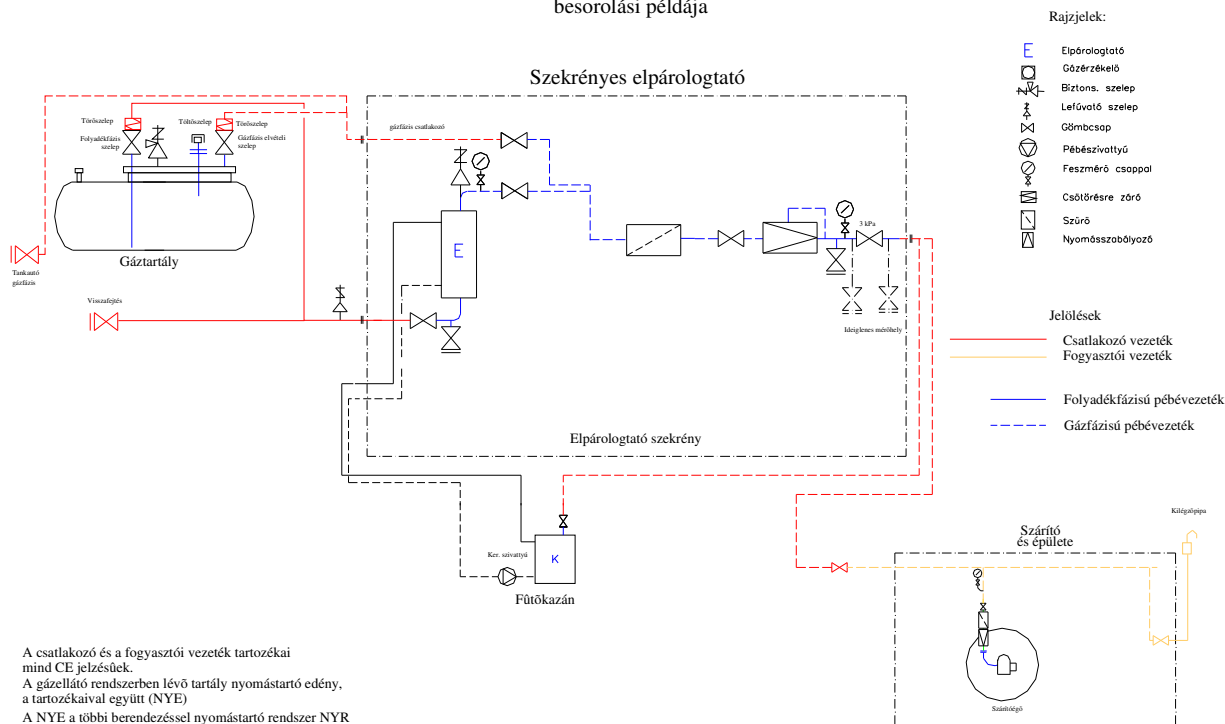 besorolási példája
Rajzjelek:
E
Elpárologtató
Gázérzékelő
Biztons. szelep
Lefúvató szelep
Gömbcsap
Pébészivattyú
Feszmérő csappal
Csőtörésre záró
Szűrő
Nyomásszabályozó
Szekrényes elpárologtató
Törőszelep
Töltőszelep
Törőszelep
Folyadékfázis
szelep
Gázfázis elvételi
szelep
gázfázis csatlakozó
3 kPa
E
Gáztartály
Tankautó
gázfázis
Visszafejtés
Ideiglenes mérőhely
Jelölések
Csatlakozó vezeték
Fogyasztói vezeték
Folyadékfázisú pébévezeték
Gázfázisú pébévezeték
Elpárologtató szekrény
Kilégzőpipa
Szárító
és épülete
Ker. szivattyú
K
Fûtõkazán
Szárítóégő
A csatlakozó és a fogyasztói vezeték tartozékai
mind CE jelzésûek.
A gázellátó rendszerben lévõ tartály nyomástartó edény,
a tartozékaival együtt (NYE)
A NYE a többi berendezéssel nyomástartó rendszer NYR